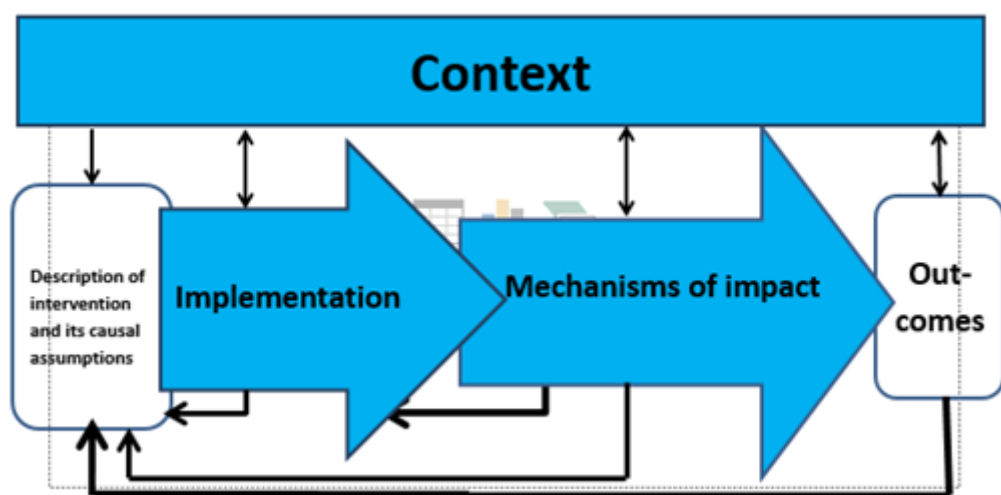 Context
Description of
intervention
and its causal
assumptions
Implementation
Mechanisms of impact
Out-
comes